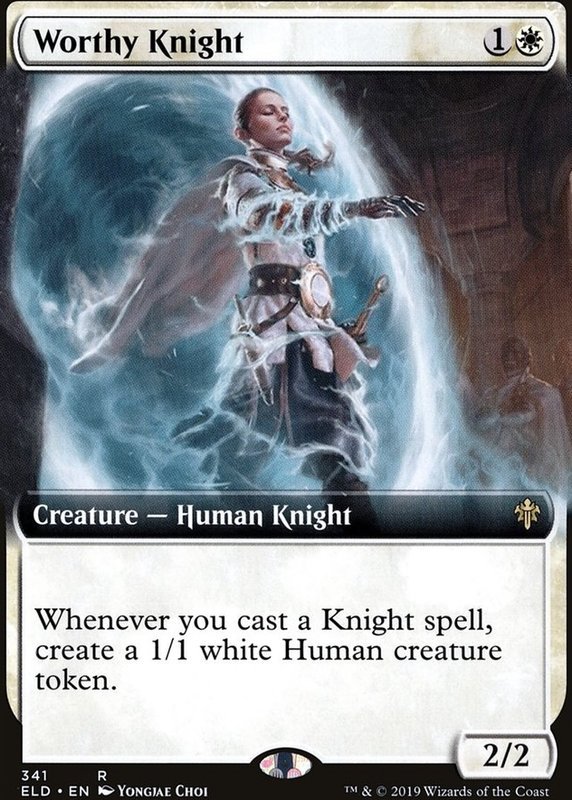 Worthy Knight 1
Creature — Human Knight
Whenever you cast a Knight spell,
create a 1/1 white Human creature
token.
2/2
341 R
ELD • EN Yongjae Choi
™ & © 2019 Wizards of the Coast